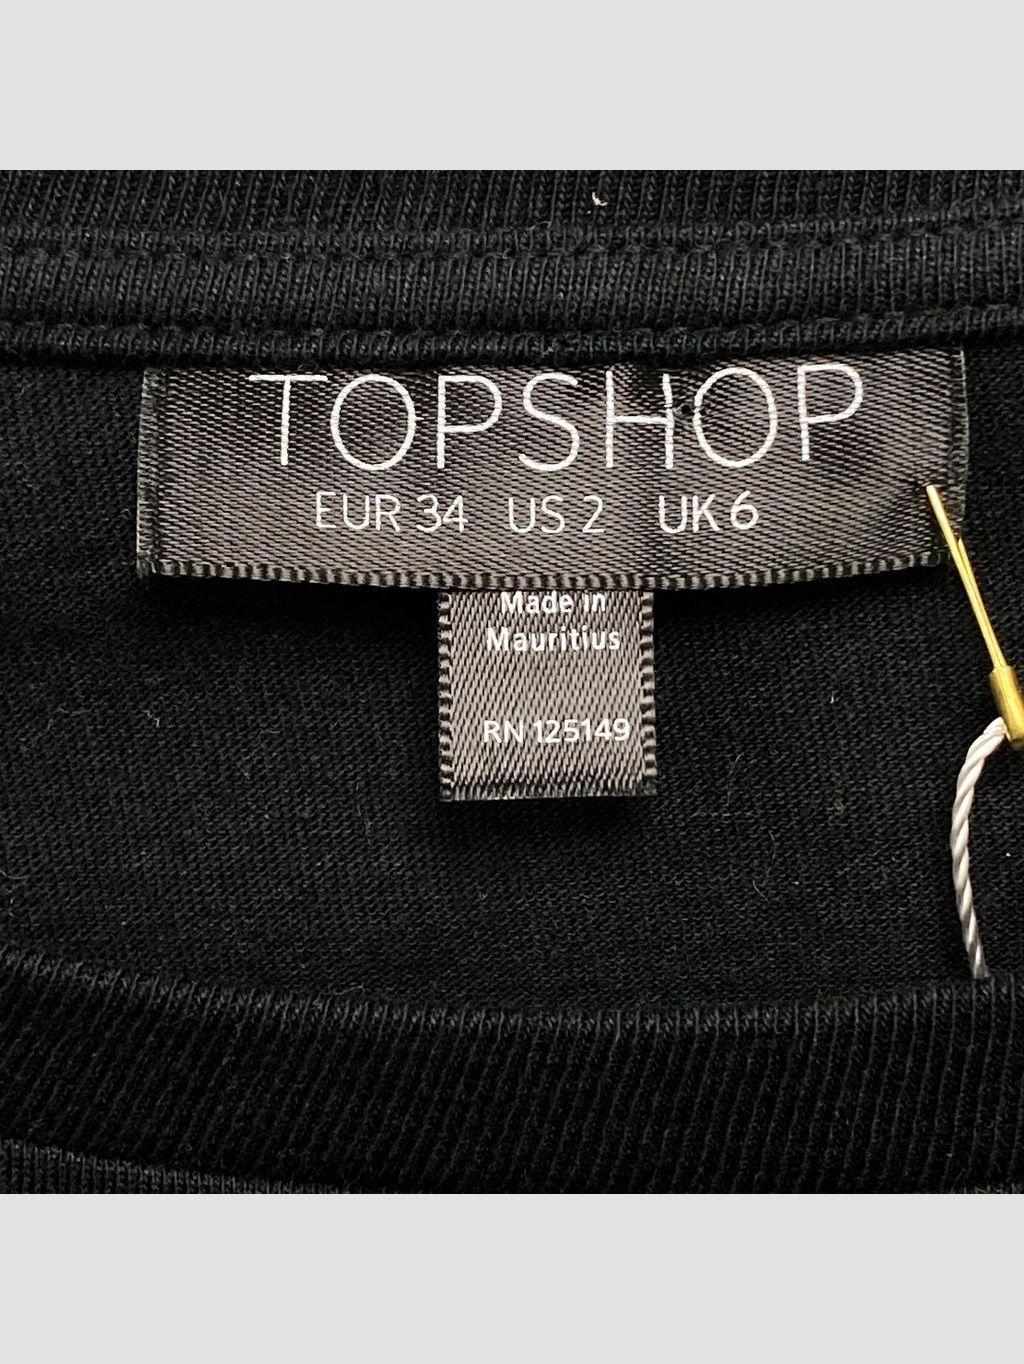 TOPSHOP
EUR 34 US 2 UK 6
Made in
Mauritius
RN 125149